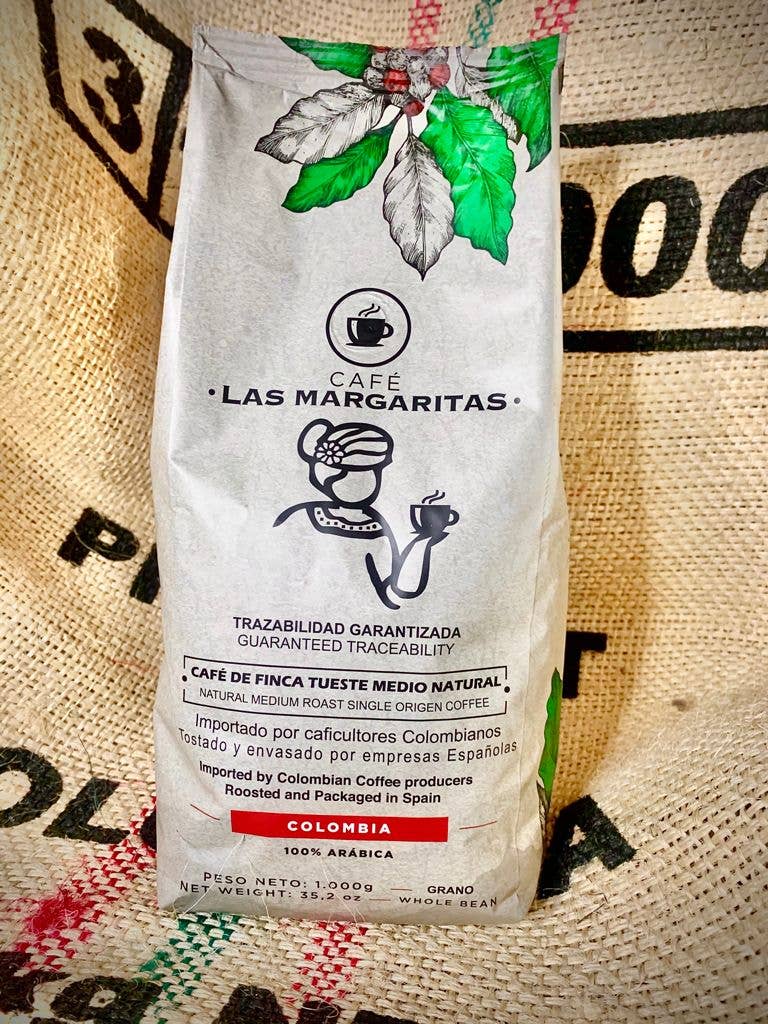 3
000
CAFÉ
• LAS MARGARITAS •
TRAZABILIDAD GARANTIZADA
GUARANTEED TRACEABILITY
CAFÉ DE FINCA TUESTE MEDIO NATURAL
NATURAL MEDIUM ROAST SINGLE ORIGEN COFFEE
Importado por caficultores Colombianos
Tostado y envasado por empresas Españolas
Imported by Colombian Coffee producers
Roosted and Packaged in Spain
COLOMBIA
100% ARÁBICA
PESO NETO: 1.000g — GRANO
NET WEIGHT: 35,2 oz — WHOLE BEAN